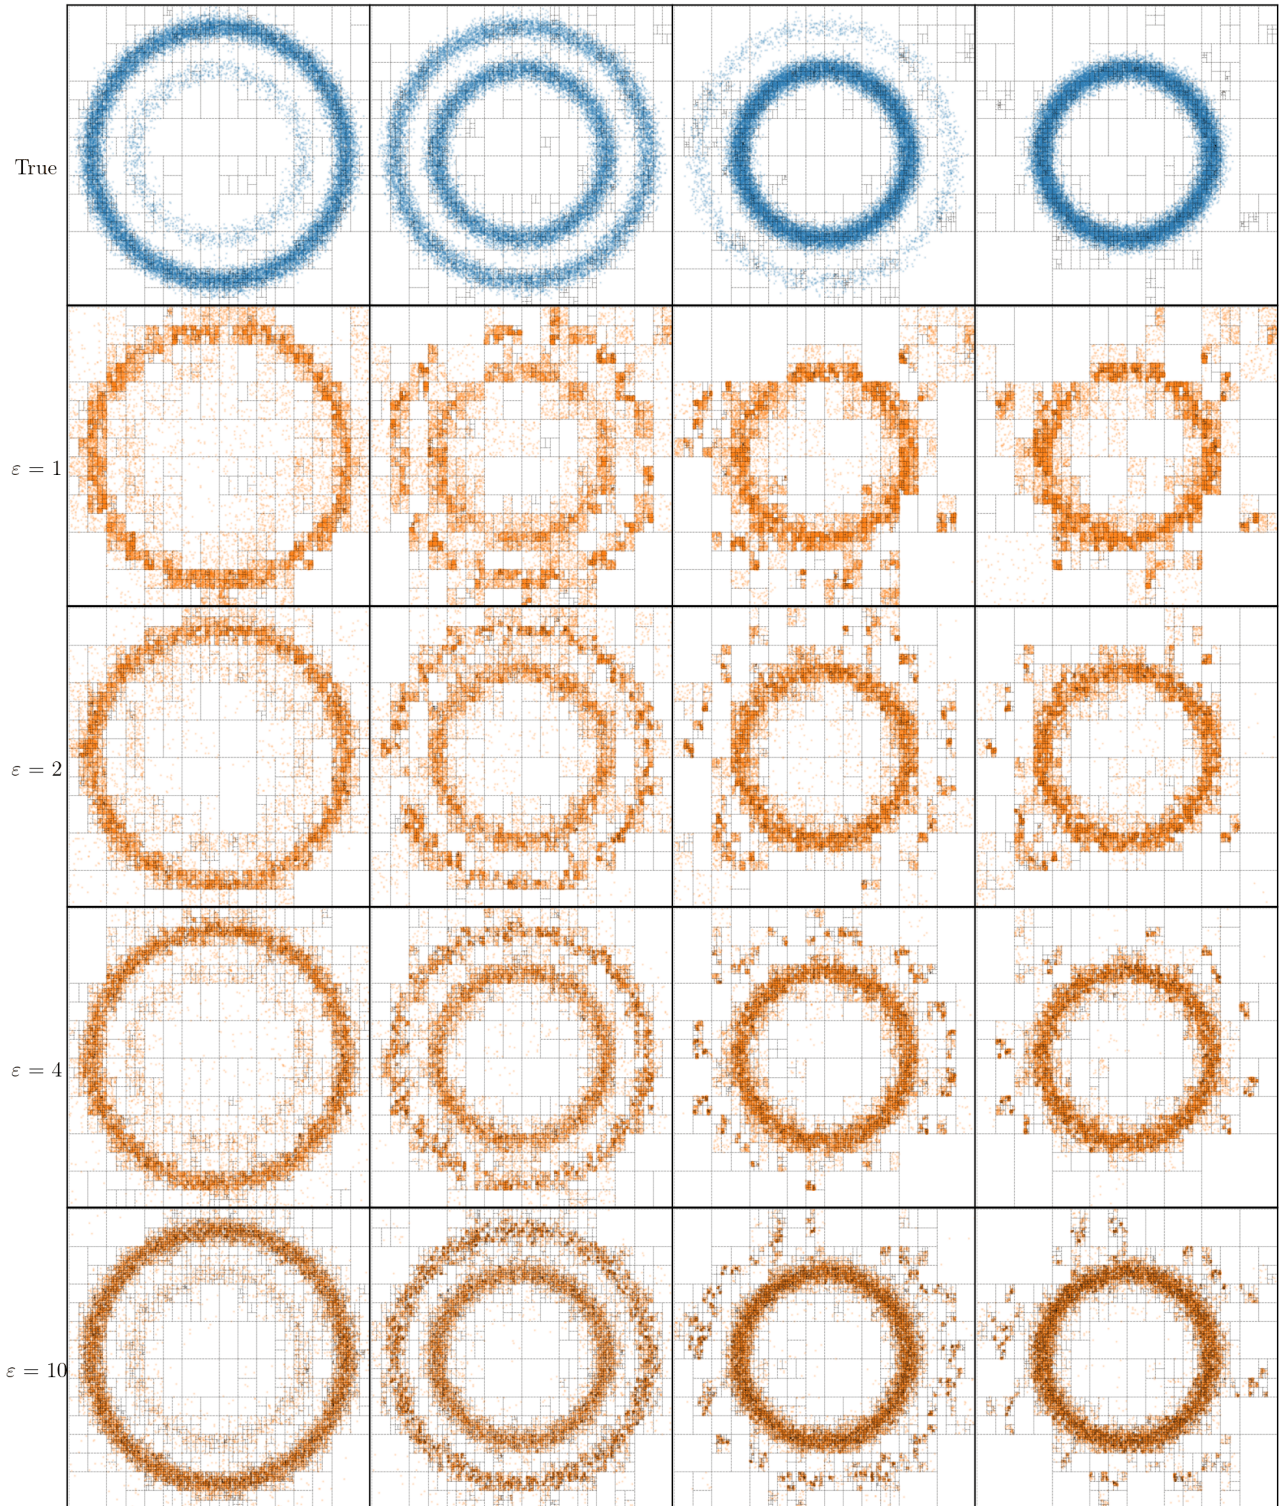 True
ε = 1
ε = 2
ε = 4
ε = 10